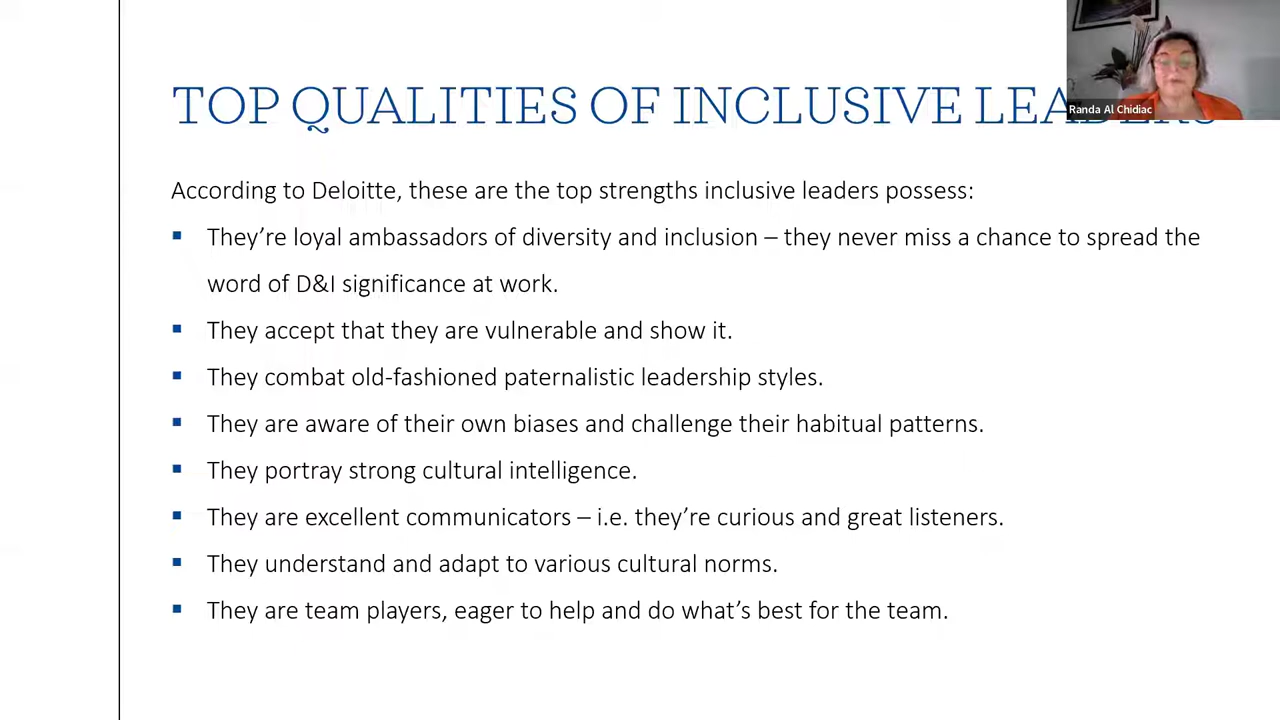 TOP QUALITIES OF INCLUSIVE LEADERS
Randa Al Chidiac
According to Deloitte, these are the top strengths inclusive leaders possess:
▪ They’re loyal ambassadors of diversity and inclusion – they never miss a chance to spread the
word of D&I significance at work.
▪ They accept that they are vulnerable and show it.
▪ They combat old-fashioned paternalistic leadership styles.
▪ They are aware of their own biases and challenge their habitual patterns.
▪ They portray strong cultural intelligence.
▪ They are excellent communicators – i.e. they’re curious and great listeners.
▪ They understand and adapt to various cultural norms.
▪ They are team players, eager to help and do what’s best for the team.